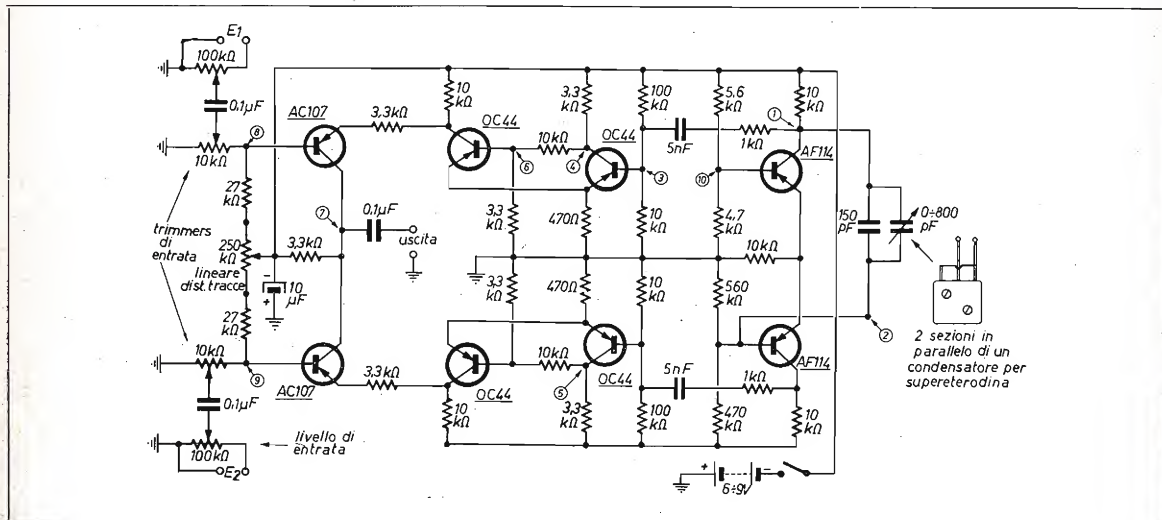 E1
100kΩ
0,1µF
10kΩ
8
27
kΩ
trimmers
di
entrata
250
kΩ
lineare
dist. tracce
27
kΩ
10kΩ
9
0,1µF
livello di
entrata
100kΩ
E2
AC107
3,3kΩ
7
0,1µF
uscita
3,3kΩ
-
+
10
µF
AC107
3,3kΩ
10
kΩ
OC44
6
10kΩ
4
3,3
kΩ
OC44
3
3,3
kΩ
470Ω
3,3
kΩ
470Ω
10kΩ
5
OC44
10
kΩ
3,3
kΩ
OC44
100
kΩ
5nF
1kΩ
10
kΩ
10
kΩ
5nF
1kΩ
100
kΩ
5,6
kΩ
10
4,7
kΩ
10kΩ
560
kΩ
470
kΩ
10
kΩ
1
AF114
AF114
10
kΩ
150
pF
0÷800
pF
2
2 sezioni in
parallelo di un
condensatore per
supereterodina
+
-
6÷9V